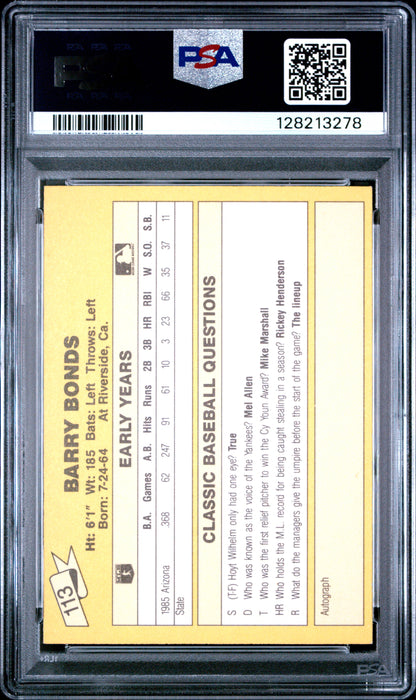 PSA
128213278
113
BARRY BONDS
Ht: 6'1" Wt: 185 Bats: Left Throws: Left
Born: 7-24-64 At Riverside, Ca.
EARLY YEARS
B.A. Games A.B. Hits Runs 2B 3B HR RBI W S.O. S.B.
1985 Arizona .368 62 247 91 61 10 3 23 66 35 37 11
State
CLASSIC BASEBALL QUESTIONS
S (TF) Hoyt Wilhelm only had one eye? True
D Who was known as the voice of the Yankees? Mel Allen
T Who was the first relief pitcher to win the Cy Youn Award? Mike Marshall
HR Who holds the M.L. record for being caught stealing in a season? Rickey Henderson
R What do the managers give the umpire before the start of the game? The lineup
Autograph
PSA